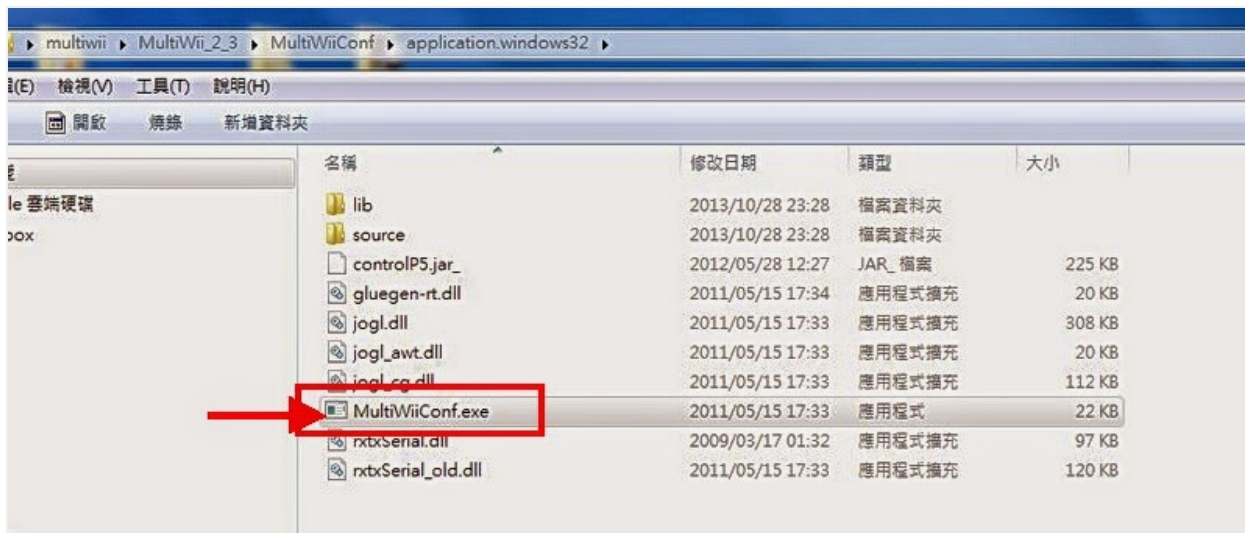 multiwii ▸ MultiWii_2_3 ▸ MultiWiiConf ▸ application.windows32 ▸
(E) 檢視(V) 工具(T) 說明(H)
開啟 燒錄 新增資料夾
名稱 修改日期 類型 大小
le 雲端硬碟
box
lib 2013/10/28 23:28 檔案資料夾
source 2013/10/28 23:28 檔案資料夾
controlP5.jar_ 2012/05/28 12:27 JAR_ 檔案 225 KB
gluegen-rt.dll 2011/05/15 17:34 應用程式擴充 20 KB
jogl.dll 2011/05/15 17:33 應用程式擴充 308 KB
jogl_awt.dll 2011/05/15 17:33 應用程式擴充 20 KB
jogl_cg.dll 2011/05/15 17:33 應用程式擴充 112 KB
MultiWiiConf.exe 2011/05/15 17:33 應用程式 22 KB
rxtxSerial.dll 2009/03/17 01:32 應用程式擴充 97 KB
rxtxSerial_old.dll 2011/05/15 17:33 應用程式擴充 120 KB